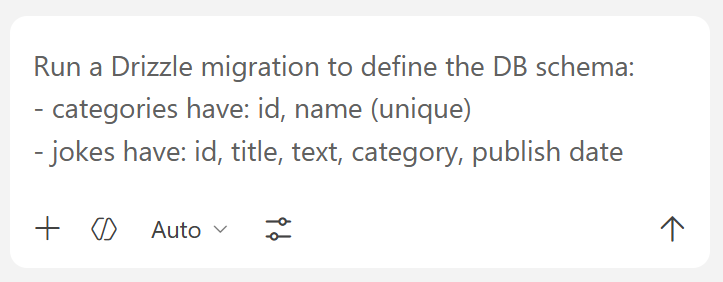 Run a Drizzle migration to define the DB schema:
- categories have: id, name (unique)
- jokes have: id, title, text, category, publish date
Auto